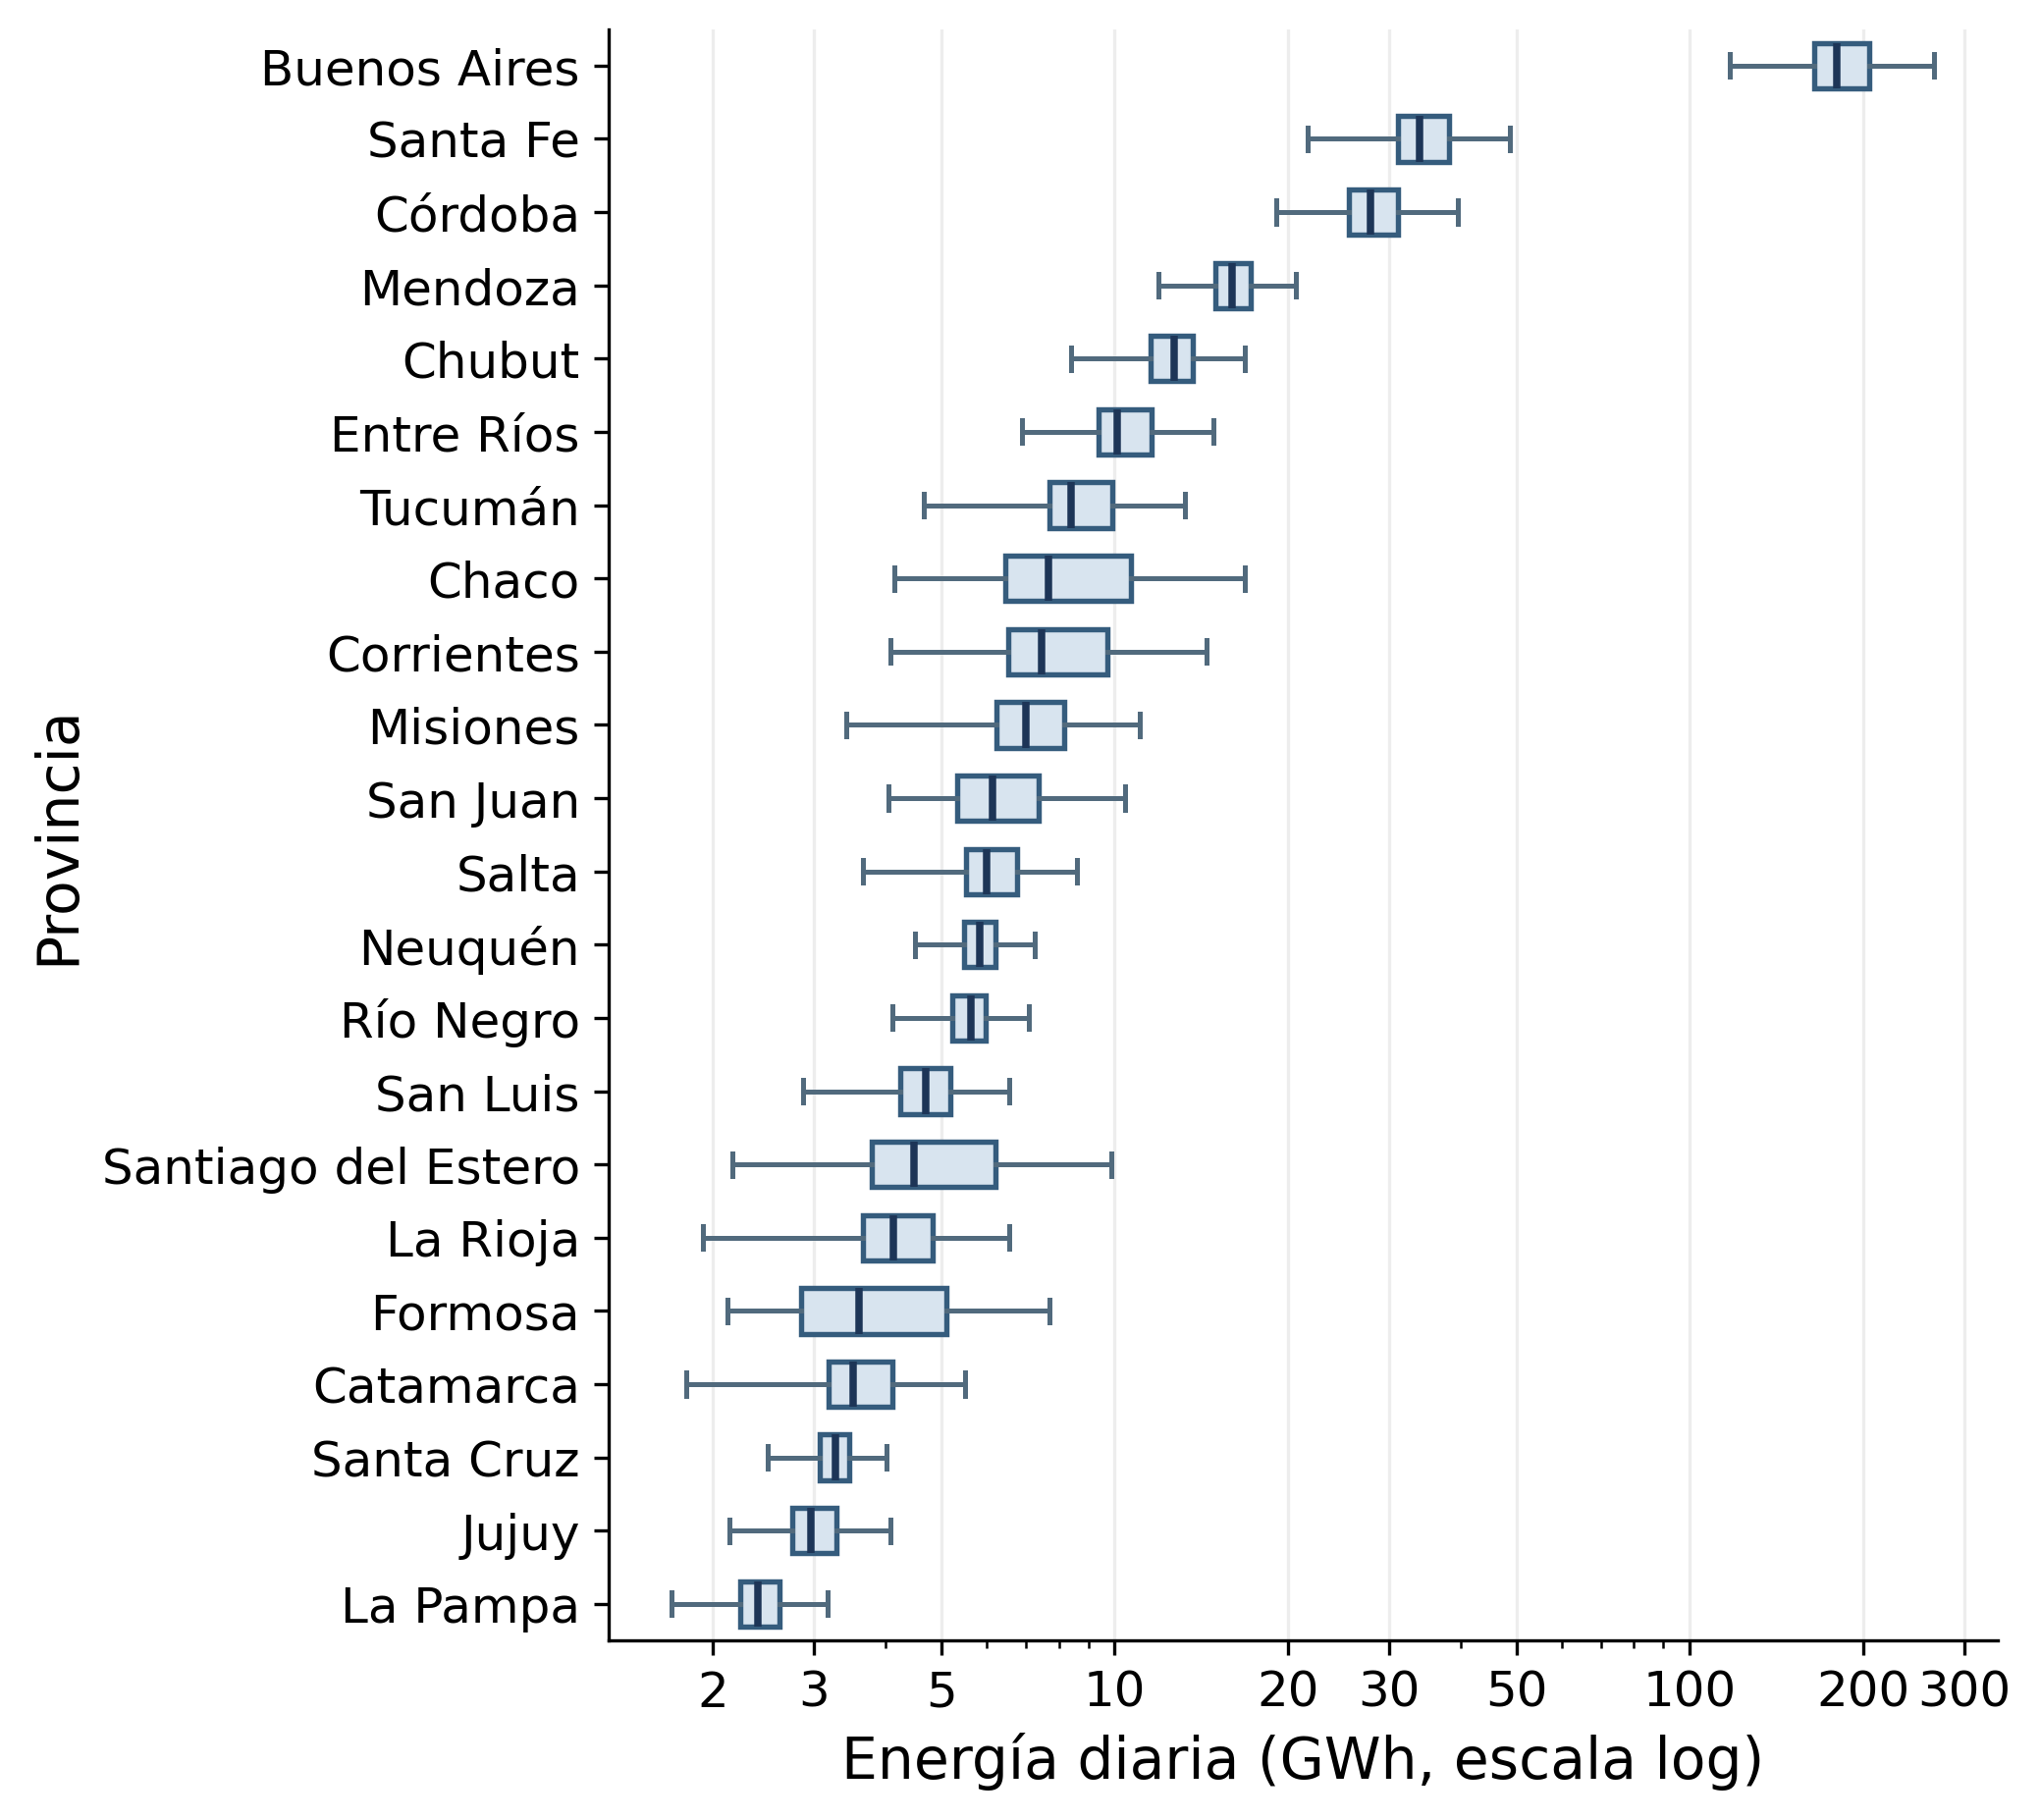 Buenos Aires
Santa Fe
Córdoba
Mendoza
Chubut
Entre Ríos
Tucumán
Chaco
Corrientes
Misiones
San Juan
Salta
Neuquén
Río Negro
San Luis
Santiago del Estero
La Rioja
Formosa
Catamarca
Santa Cruz
Jujuy
La Pampa
Provincia
2 3 5 10 20 30 50 100 200 300
Energía diaria (GWh, escala log)